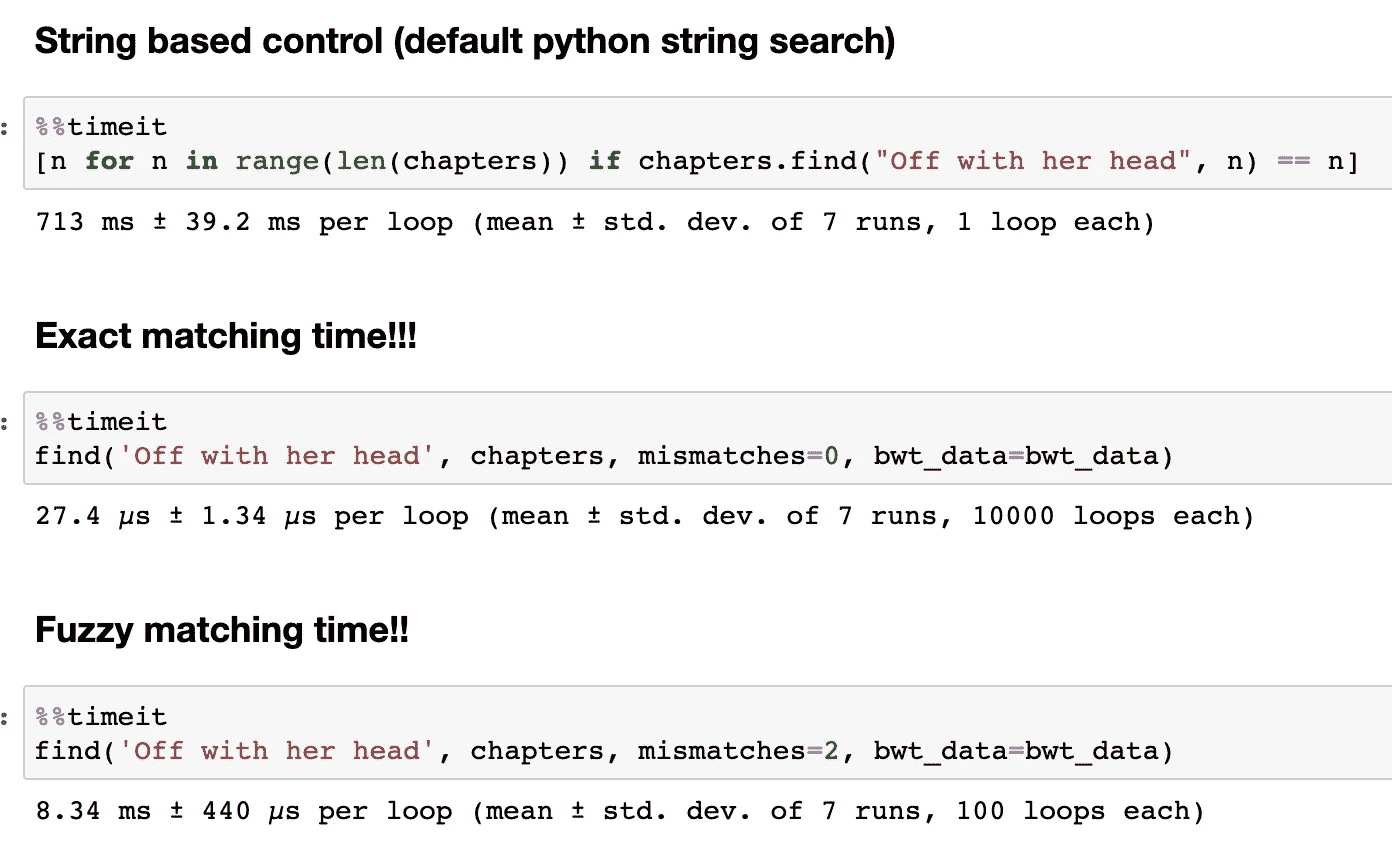 String based control (default python string search)
: %%timeit
[n for n in range(len(chapters)) if chapters.find("Off with her head", n) == n]
713 ms ± 39.2 ms per loop (mean ± std. dev. of 7 runs, 1 loop each)
Exact matching time!!!
: %%timeit
find('Off with her head', chapters, mismatches=0, bwt_data=bwt_data)
27.4 µs ± 1.34 µs per loop (mean ± std. dev. of 7 runs, 10000 loops each)
Fuzzy matching time!!
: %%timeit
find('Off with her head', chapters, mismatches=2, bwt_data=bwt_data)
8.34 ms ± 440 µs per loop (mean ± std. dev. of 7 runs, 100 loops each)